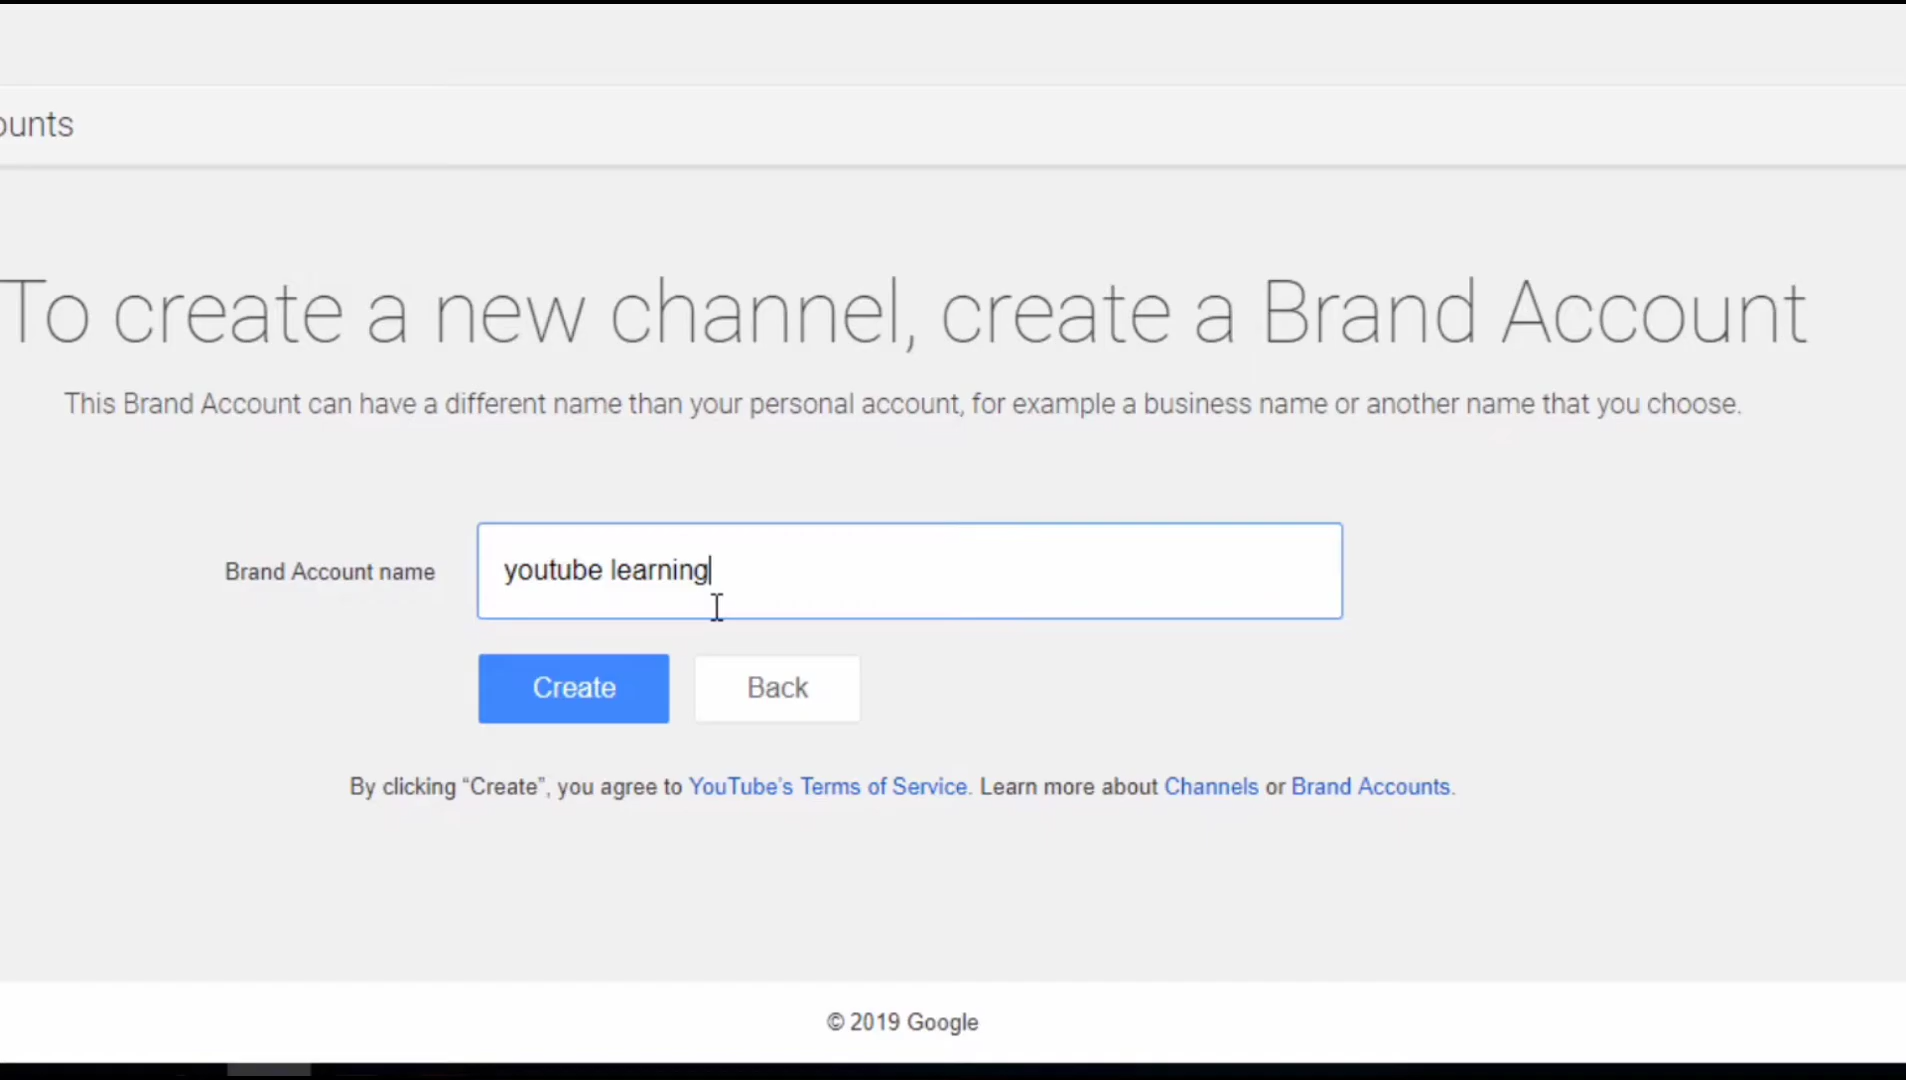 ounts
To create a new channel, create a Brand Account
This Brand Account can have a different name than your personal account, for example a business name or another name that you choose.
Brand Account name
youtube learning
Create
Back
By clicking “Create”, you agree to YouTube's Terms of Service. Learn more about Channels or Brand Accounts.
© 2019 Google